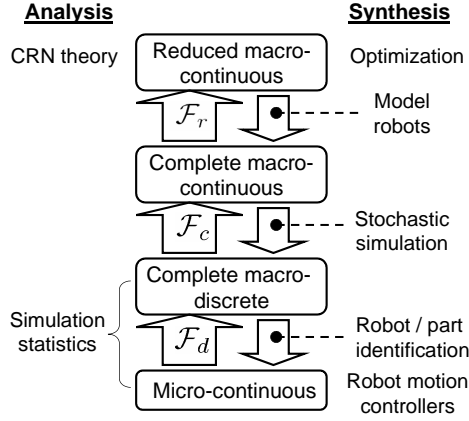 Analysis
Synthesis
CRN theory
Reduced macro-
continuous
Optimization
ℱr
Model
robots
Complete macro-
continuous
ℱc
Stochastic
simulation
Complete macro-
discrete
Simulation
statistics
ℱd
Robot / part
identification
Micro-continuous
Robot motion
controllers